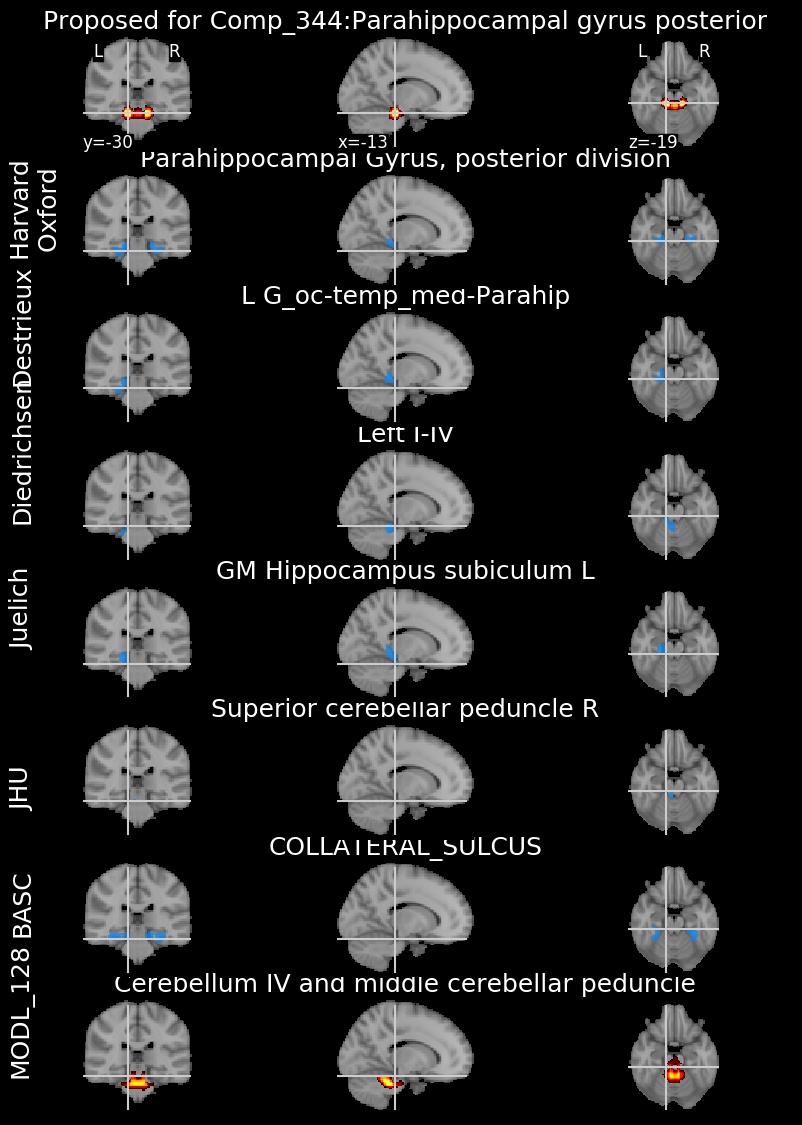 Proposed for Comp_344:Parahippocampal gyrus posterior
L R L R
y=-30 x=-13 z=-19
Parahippocampal Gyrus, posterior division
Harvard
Oxford
L G_oc-temp_med-Parahip
Destrieux
Left I-IV
Diedrichsen
GM Hippocampus subiculum L
Juelich
Superior cerebellar peduncle R
JHU
COLLATERAL_SULCUS
BASC
Cerebellum IV and middle cerebellar peduncle
MODL_128